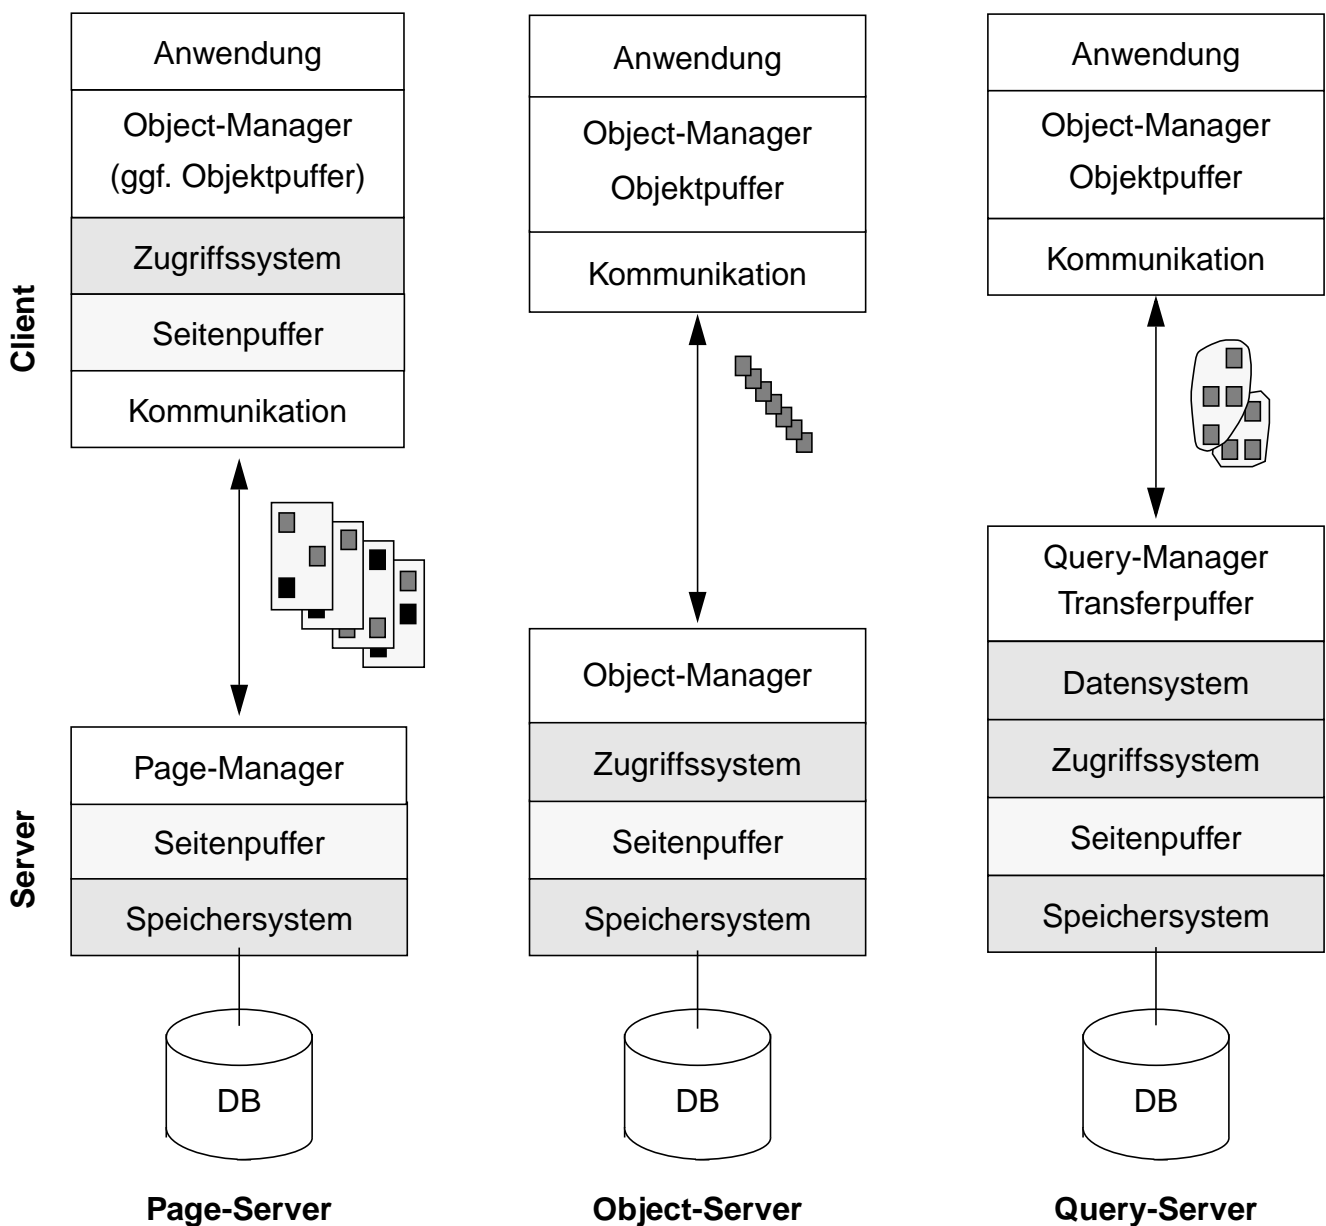 Client
Server
Anwendung
Object-Manager
(ggf. Objektpuffer)
Zugriffssystem
Seitenpuffer
Kommunikation
Page-Manager
Seitenpuffer
Speichersystem
DB
Page-Server
Anwendung
Object-Manager
Objektpuffer
Kommunikation
Object-Manager
Zugriffssystem
Seitenpuffer
Speichersystem
DB
Object-Server
Anwendung
Object-Manager
Objektpuffer
Kommunikation
Query-Manager
Transferpuffer
Datensystem
Zugriffssystem
Seitenpuffer
Speichersystem
DB
Query-Server